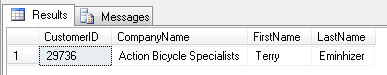 Results Messages
CustomerID CompanyName FirstName LastName
1 29736 Action Bicycle Specialists Terry Eminhizer